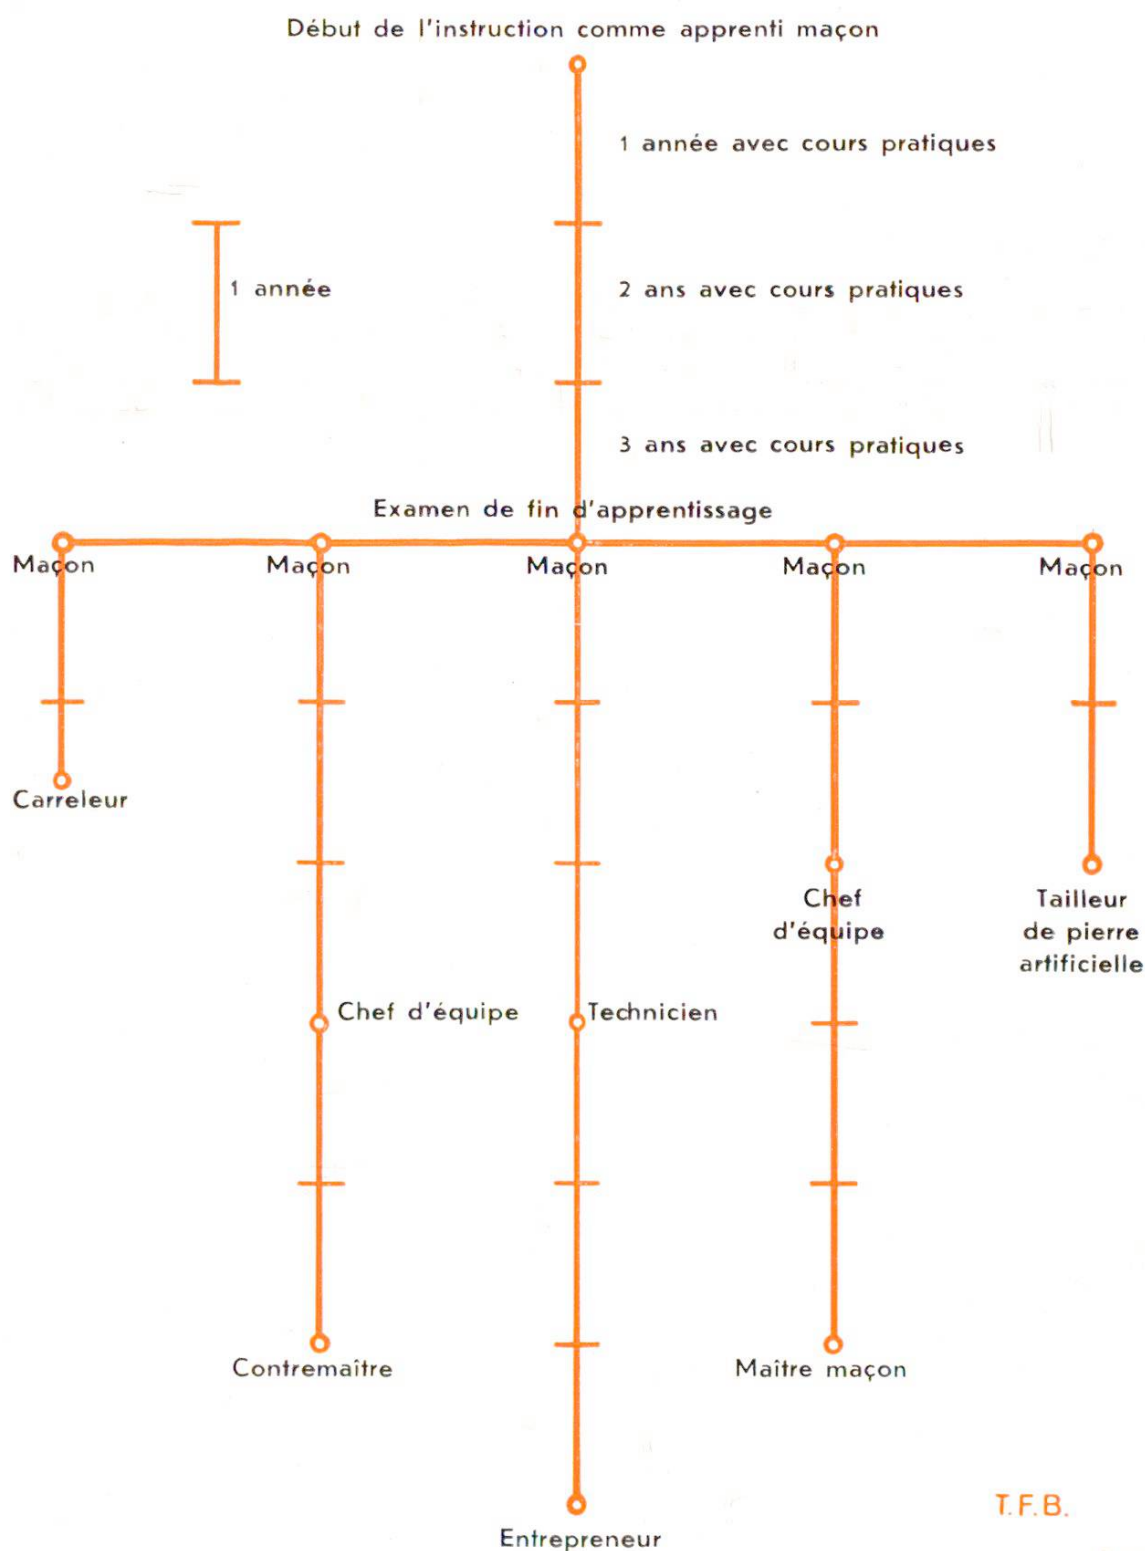 Début de l'instruction comme apprenti maçon
1 année avec cours pratiques
1 année
2 ans avec cours pratiques
3 ans avec cours pratiques
Examen de fin d'apprentissage
Maçon Maçon Maçon Maçon Maçon
Carreleur
Chef
d'équipe
Tailleur
de pierre
artificielle
Chef d'équipe
Technicien
Contremaître
Maître maçon
Entrepreneur
T.F.B.